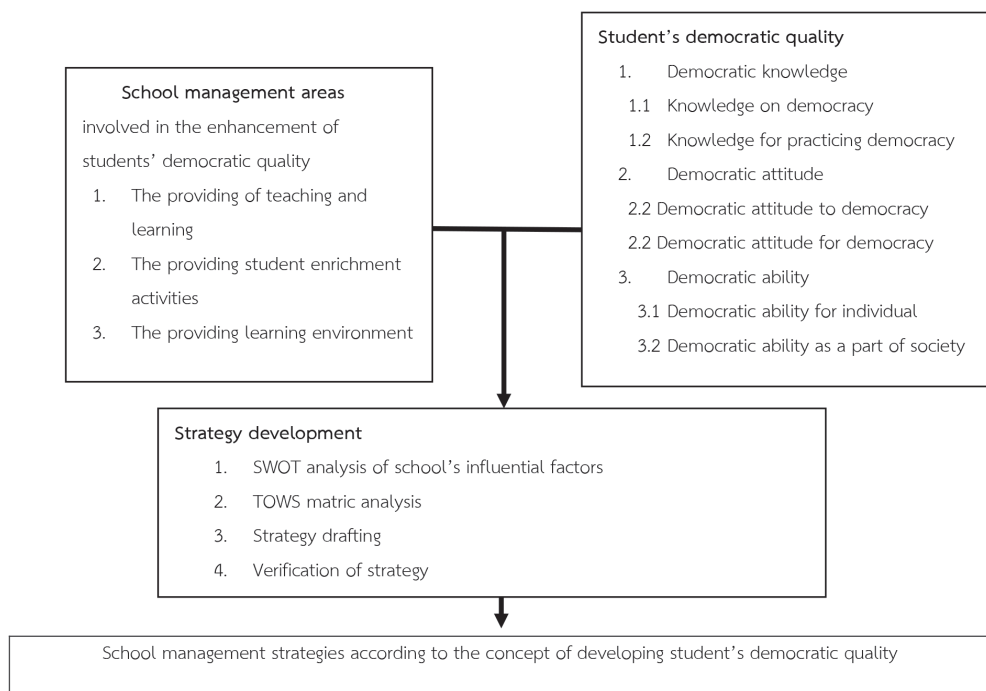 School management areas
involved in the enhancement of
students' democratic quality
1. The providing of teaching and
learning
2. The providing student enrichment
activities
3. The providing learning environment
Student's democratic quality
1. Democratic knowledge
1.1 Knowledge on democracy
1.2 Knowledge for practicing democracy
2. Democratic attitude
2.2 Democratic attitude to democracy
2.2 Democratic attitude for democracy
3. Democratic ability
3.1 Democratic ability for individual
3.2 Democratic ability as a part of society
Strategy development
1. SWOT analysis of school's influential factors
2. TOWS matric analysis
3. Strategy drafting
4. Verification of strategy
School management strategies according to the concept of developing student's democratic quality